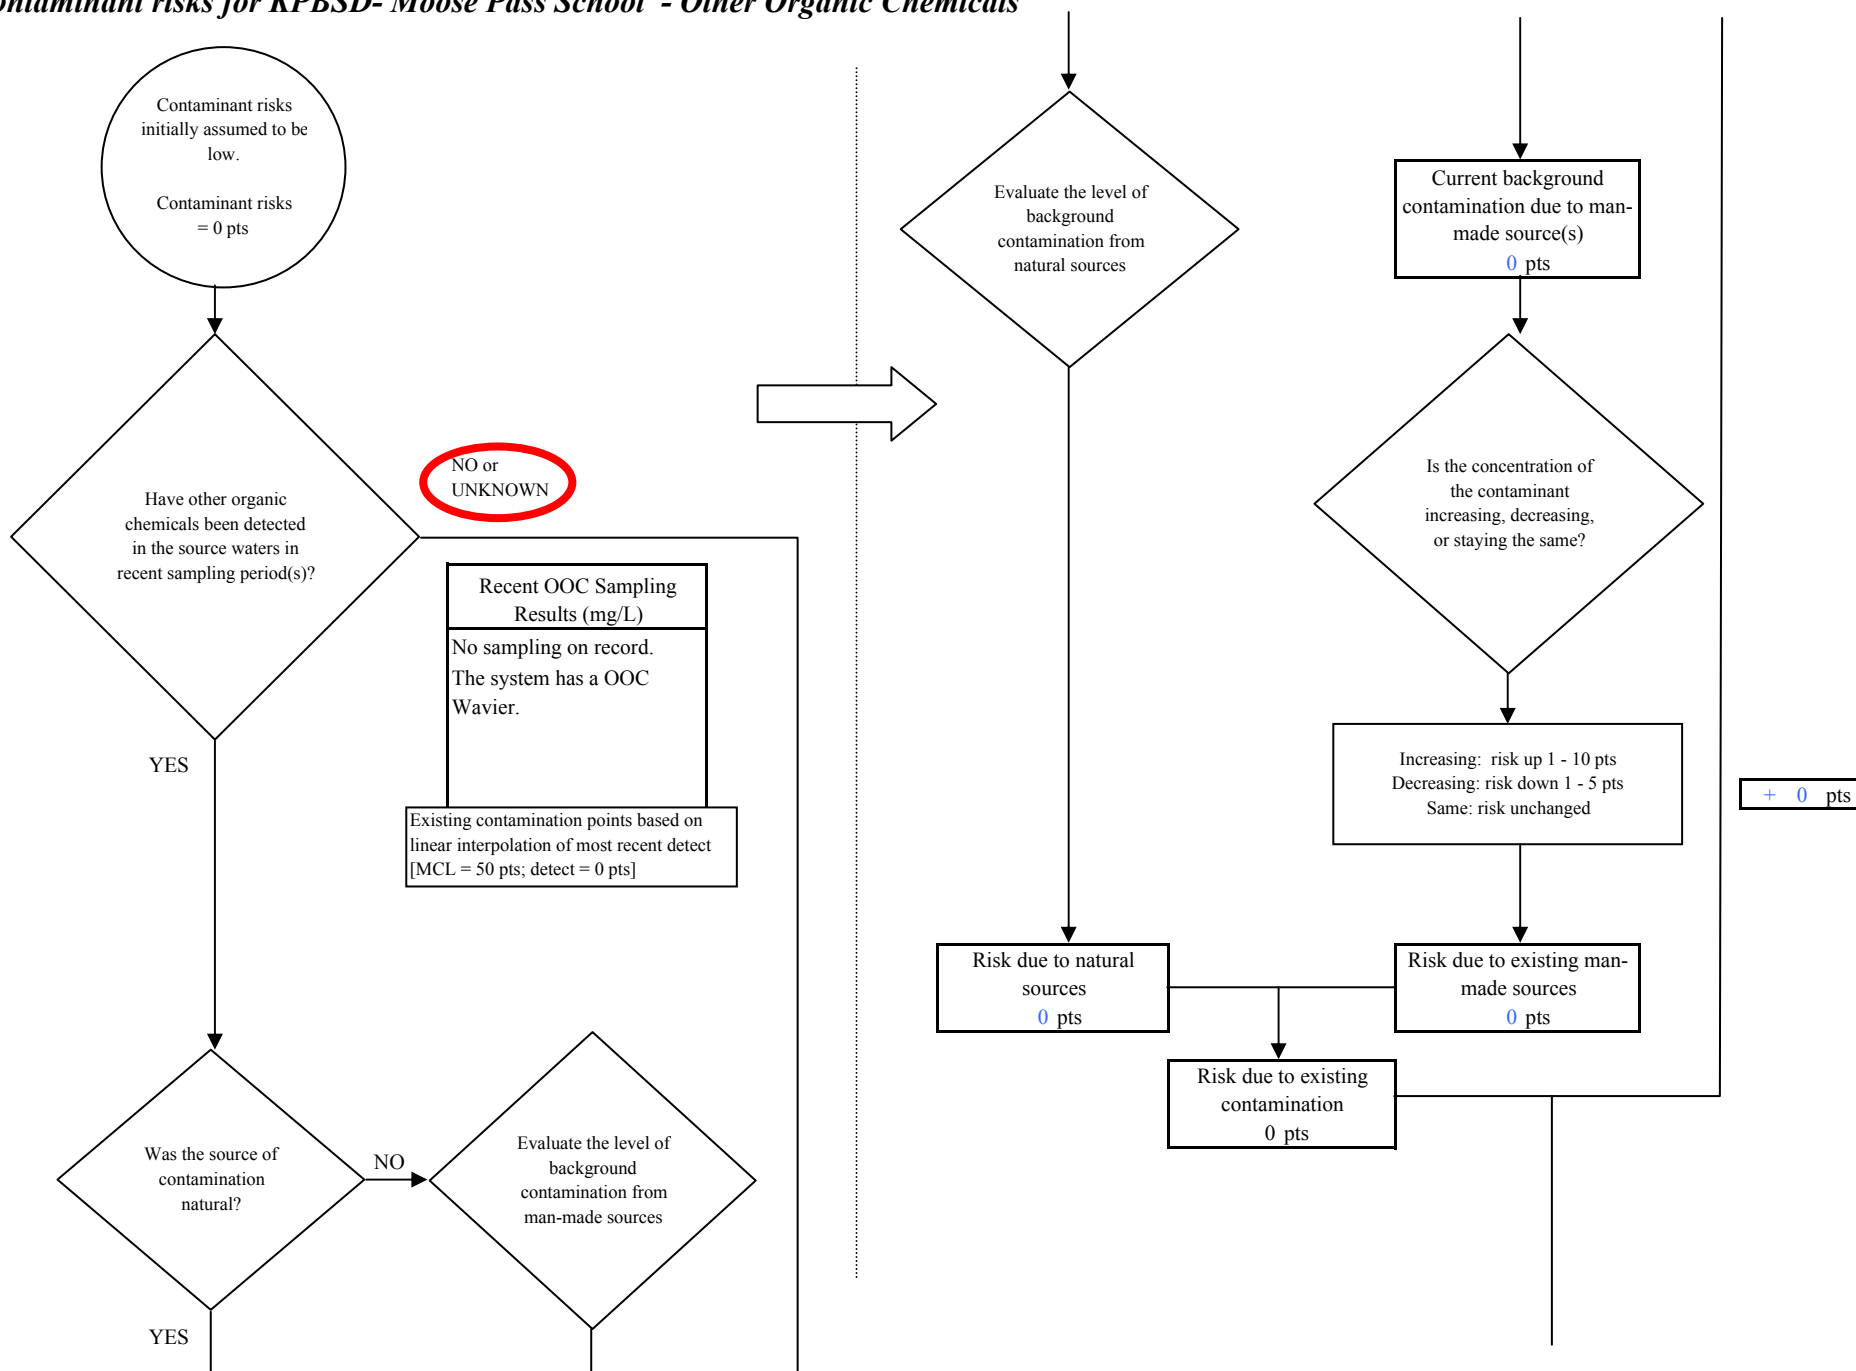 ontaminant risks for KPBSD- Moose Pass School - Other Organic Chemicals
Contaminant risks
initially assumed to be
low.
Contaminant risks
= 0 pts
Have other organic
chemicals been detected
in the source waters in
recent sampling period(s)?
NO or
UNKNOWN
Recent OOC Sampling
Results (mg/L)
No sampling on record.
The system has a OOC
Wavier.
Existing contamination points based on
linear interpolation of most recent detect
[MCL = 50 pts; detect = 0 pts]
YES
Was the source of
contamination
natural?
NO
Evaluate the level of
background
contamination from
man-made sources
YES
Evaluate the level of
background
contamination from
natural sources
Current background
contamination due to man-
made source(s)
0 pts
Is the concentration of
the contaminant
increasing, decreasing,
or staying the same?
Increasing: risk up 1 - 10 pts
Decreasing: risk down 1 - 5 pts
Same: risk unchanged
+ 0 pts
Risk due to natural
sources
0 pts
Risk due to existing man-
made sources
0 pts
Risk due to existing
contamination
0 pts